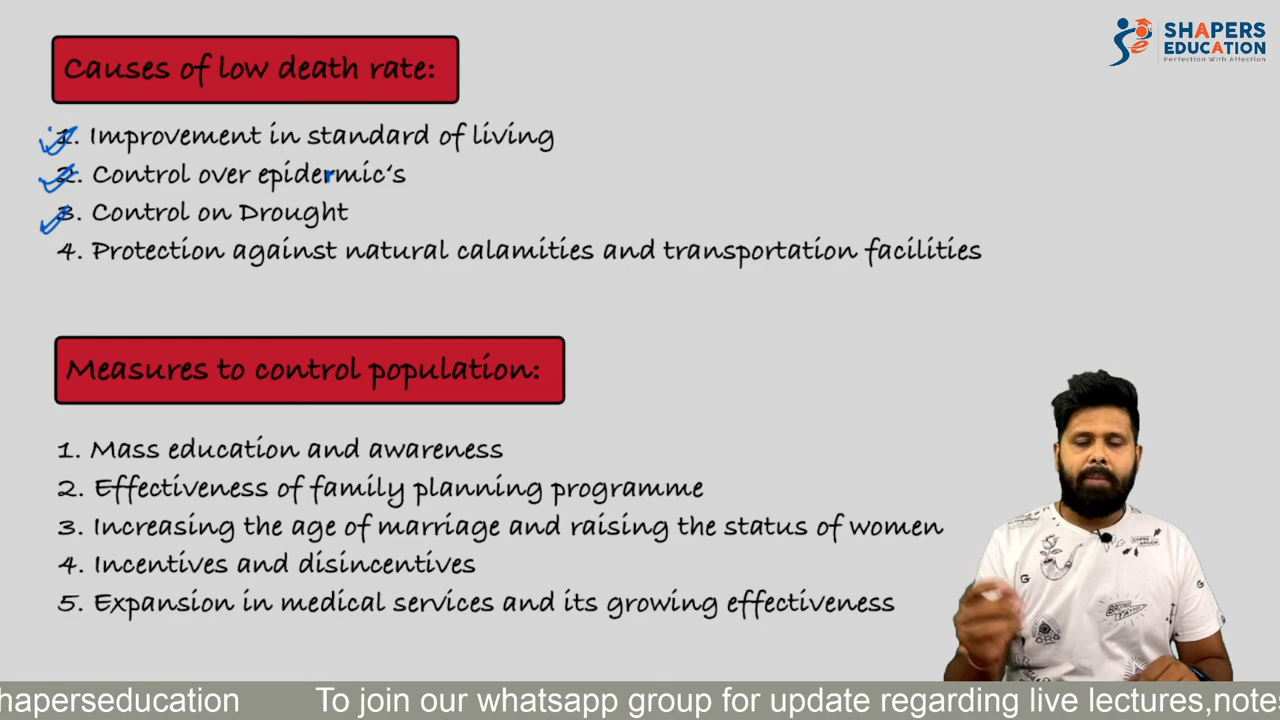 SHAPERS
EDUCATION
Perfection With Affection
Causes of low death rate:
1. Improvement in standard of living
2. Control over epidermic's
3. Control on Drought
4. Protection against natural calamities and transportation facilities
Measures to control population:
1. Mass education and awareness
2. Effectiveness of family planning programme
3. Increasing the age of marriage and raising the status of women
4. Incentives and disincentives
5. Expansion in medical services and its growing effectiveness
haperseducation To join our whatsapp group for update regarding live lectures,notes